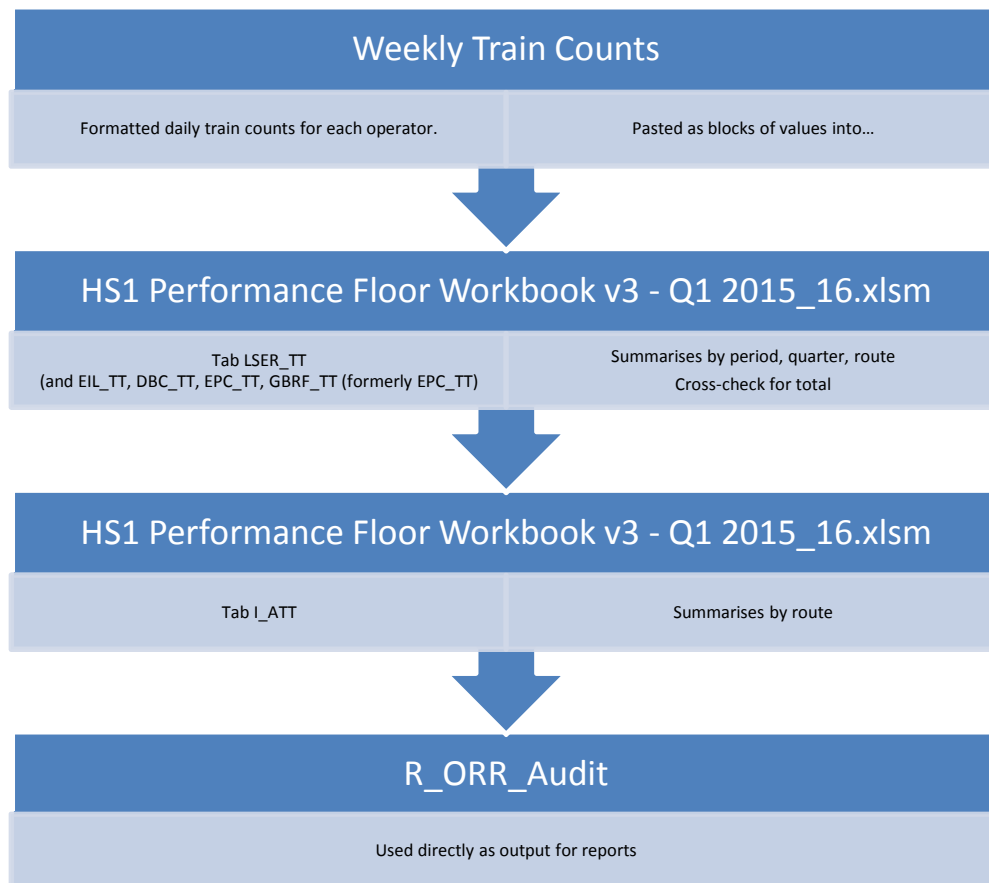 Weekly Train Counts
Formatted daily train counts for each operator.
Pasted as blocks of values into…
HS1 Performance Floor Workbook v3 - Q1 2015_16.xlsm
Tab LSER_TT
(and EIL_TT, DBC_TT, EPC_TT, GBRF_TT (formerly EPC_TT)
Summarises by period, quarter, route
Cross-check for total
HS1 Performance Floor Workbook v3 - Q1 2015_16.xlsm
Tab I_ATT
Summarises by route
R_ORR_Audit
Used directly as output for reports